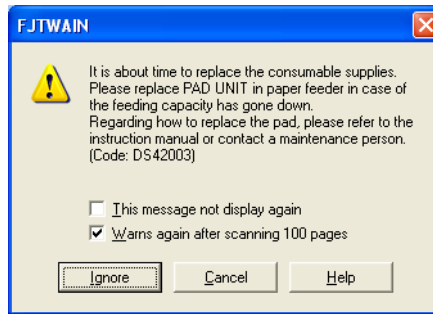 FJTWAIN
It is about time to replace the consumable supplies.
Please replace PAD UNIT in paper feeder in case of
the feeding capacity has gone down.
Regarding how to replace the pad, please refer to the
instruction manual or contact a maintenance person.
(Code: DS42003)
This message not display again
Warns again after scanning 100 pages
Ignore Cancel Help